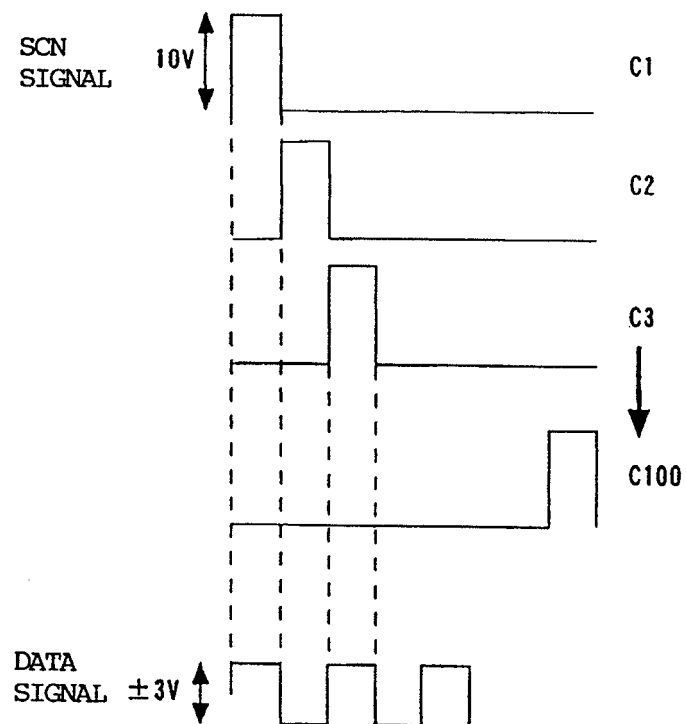 SCN
SIGNAL
10V
C1
C2
C3
C100
DATA
SIGNAL
±3V